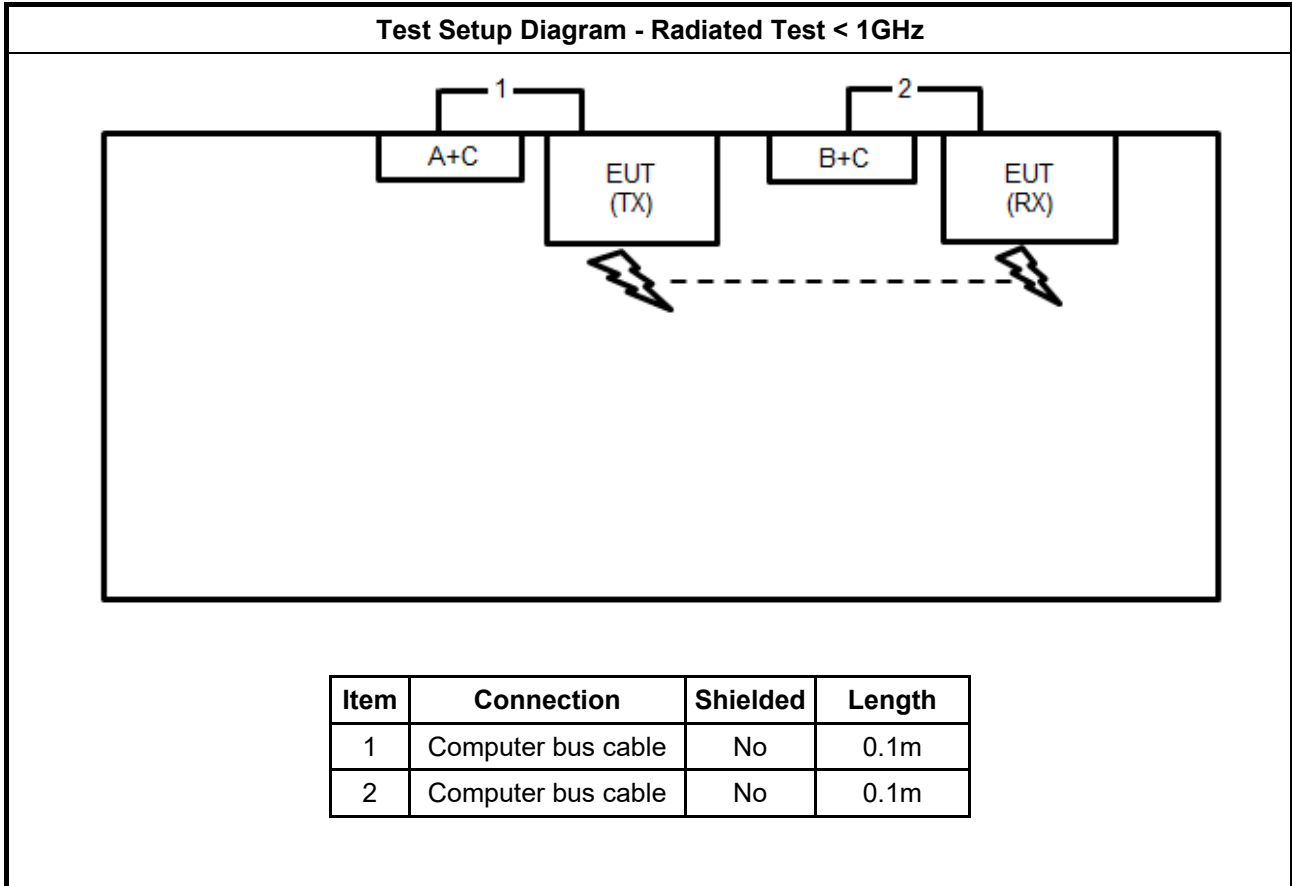 Test Setup Diagram - Radiated Test < 1GHz
1
2
A+C
EUT
(TX)
B+C
EUT
(RX)
Item Connection Shielded Length
1 Computer bus cable No 0.1m
2 Computer bus cable No 0.1m